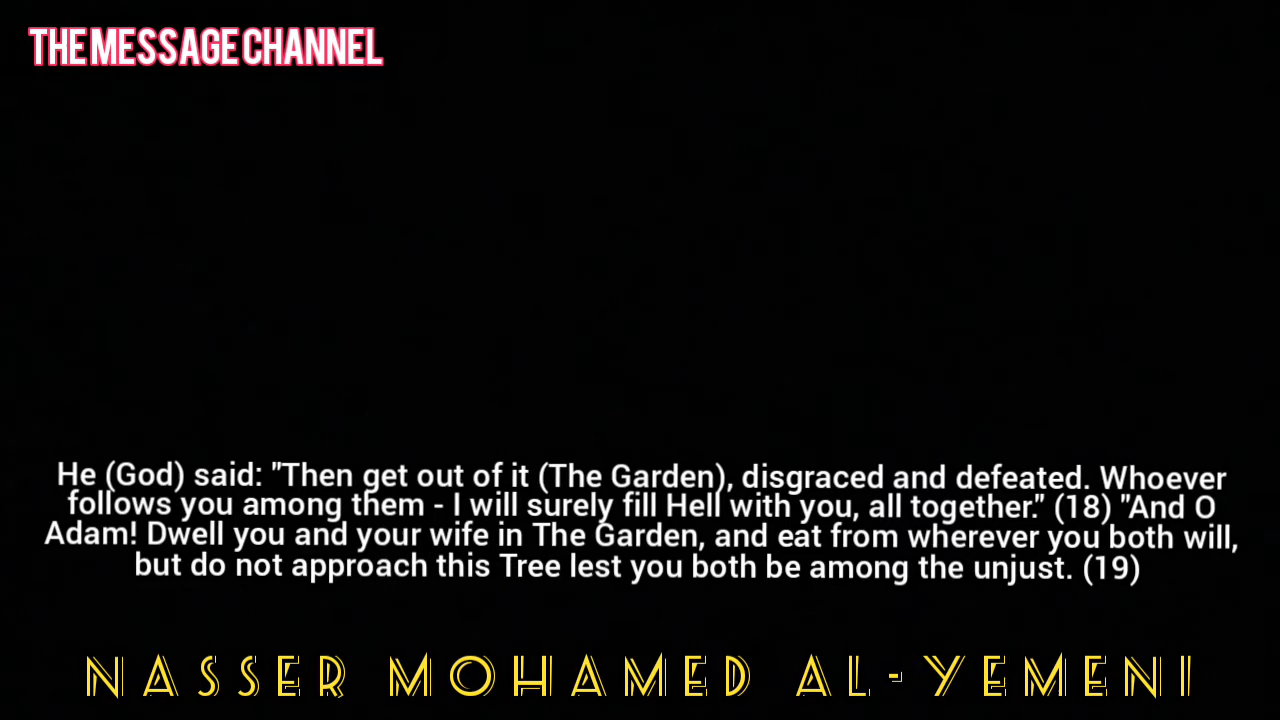 THE MESSAGE CHANNEL
He (God) said: "Then get out of it (The Garden), disgraced and defeated. Whoever
follows you among them - I will surely fill Hell with you, all together." (18) "And O
Adam! Dwell you and your wife in The Garden, and eat from wherever you both will,
but do not approach this Tree lest you both be among the unjust. (19)
NASSER MOHAMED AL-YEMENI